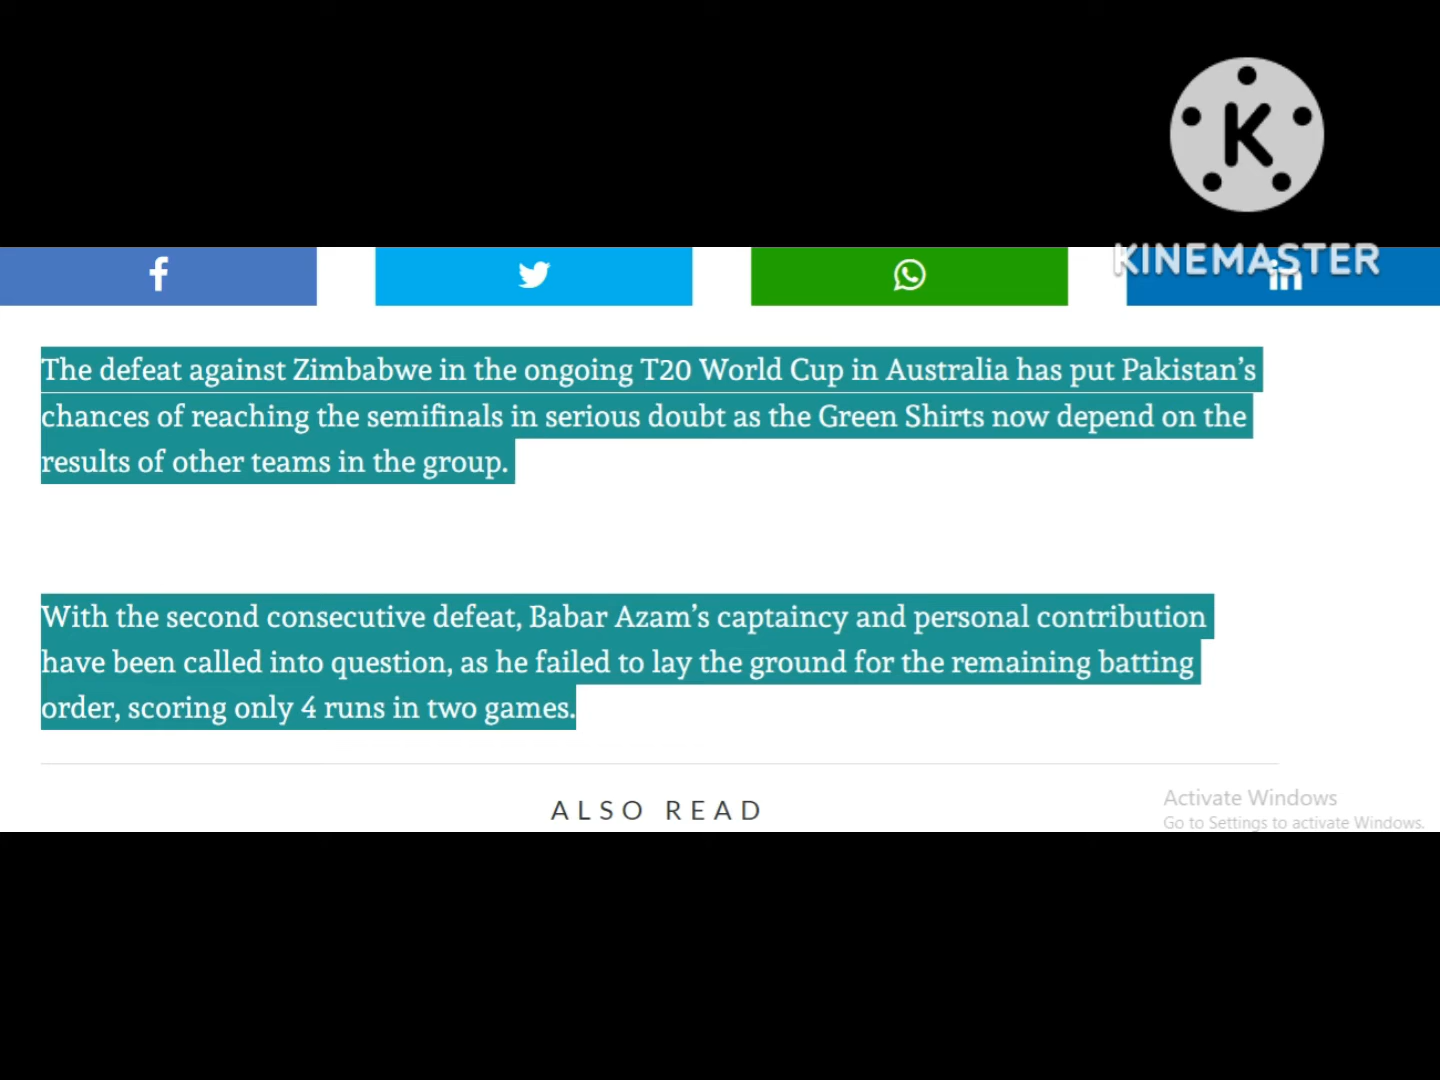 K
KINEMASTER
f
in
The defeat against Zimbabwe in the ongoing T20 World Cup in Australia has put Pakistan’s
chances of reaching the semifinals in serious doubt as the Green Shirts now depend on the
results of other teams in the group.
With the second consecutive defeat, Babar Azam’s captaincy and personal contribution
have been called into question, as he failed to lay the ground for the remaining batting
order, scoring only 4 runs in two games.
ALSO READ
Activate Windows
Go to Settings to activate Windows.